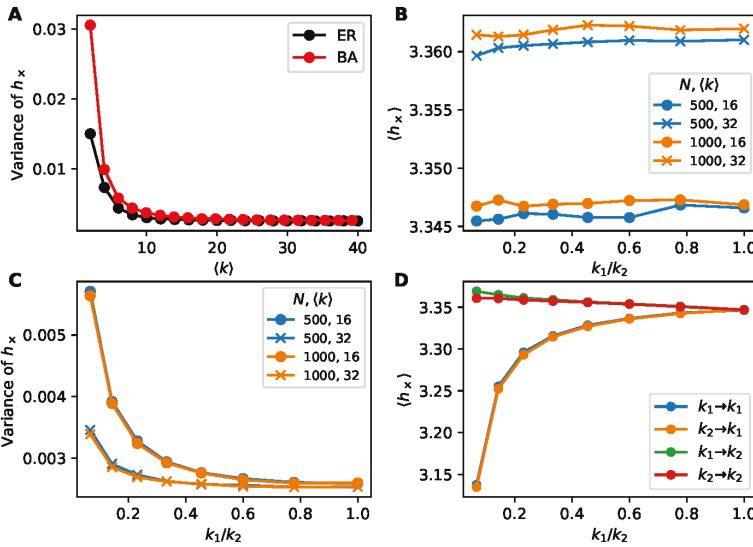 A
Variance of h×
0.03
0.02
0.01
ER
BA
10
20
30
40
⟨k⟩
B
⟨h×⟩
3.360
3.355
3.350
3.345
N, ⟨k⟩
500, 16
500, 32
1000, 16
1000, 32
0.2
0.4
0.6
0.8
1.0
k₁/k₂
C
Variance of h×
0.005
0.004
0.003
N, ⟨k⟩
500, 16
500, 32
1000, 16
1000, 32
0.2
0.4
0.6
0.8
1.0
k₁/k₂
D
⟨h×⟩
3.35
3.30
3.25
3.20
3.15
k₁→k₁
k₂→k₁
k₁→k₂
k₂→k₂
0.2
0.4
0.6
0.8
1.0
k₁/k₂